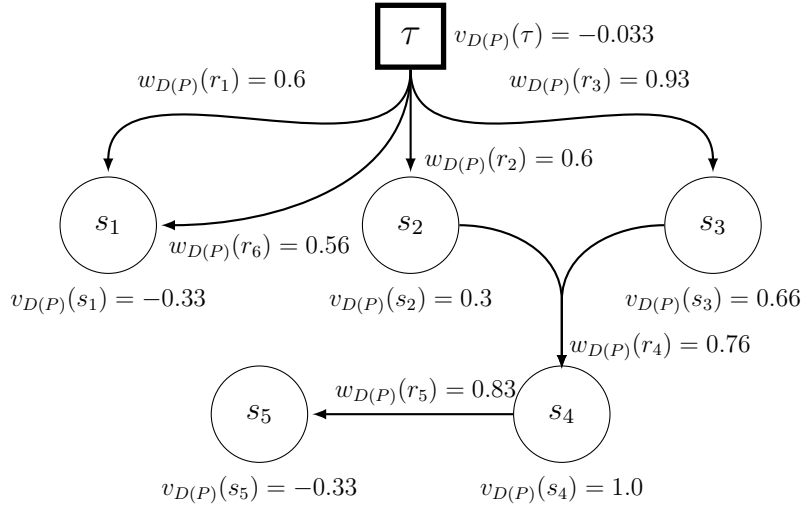 τ
v_{D(P)}(τ) = −0.033
w_{D(P)}(r_1) = 0.6
w_{D(P)}(r_3) = 0.93
w_{D(P)}(r_2) = 0.6
s_1
s_2
s_3
w_{D(P)}(r_6) = 0.56
v_{D(P)}(s_1) = −0.33
v_{D(P)}(s_2) = 0.3
v_{D(P)}(s_3) = 0.66
w_{D(P)}(r_4) = 0.76
w_{D(P)}(r_5) = 0.83
s_5
s_4
v_{D(P)}(s_5) = −0.33
v_{D(P)}(s_4) = 1.0